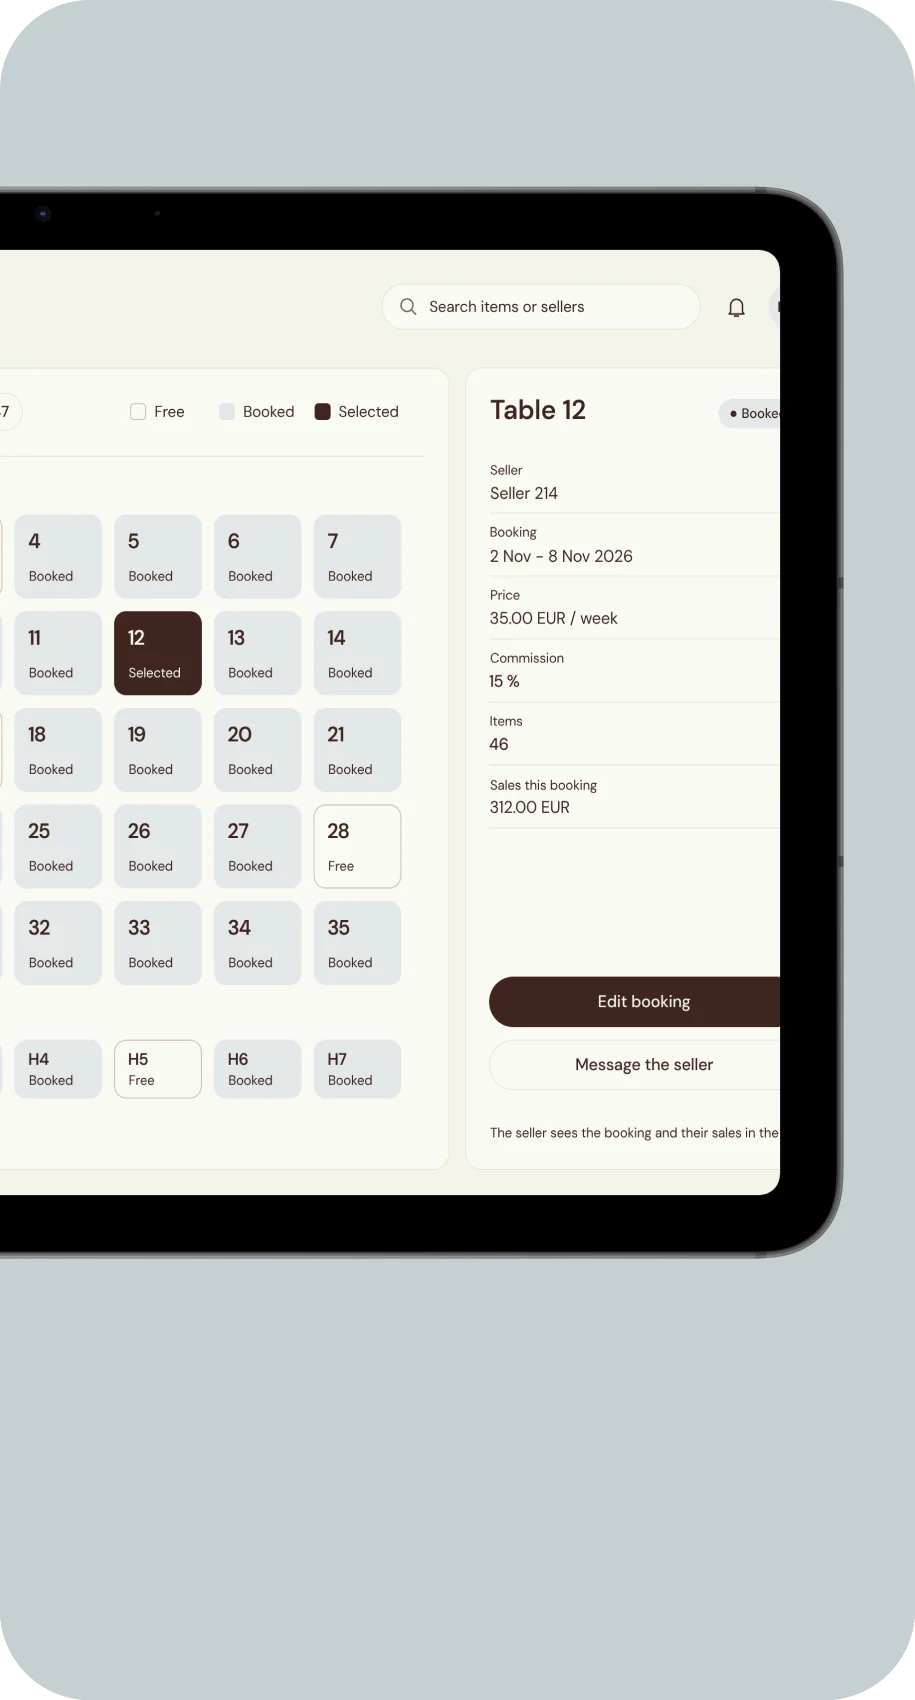 Search items or sellers
7
Free Booked Selected
4 5 6 7
Booked Booked Booked Booked
11 12 13 14
Booked Selected Booked Booked
18 19 20 21
Booked Booked Booked Booked
25 26 27 28
Booked Booked Booked Free
32 33 34 35
Booked Booked Booked Booked
H4 H5 H6 H7
Booked Free Booked Booked
Table 12
Seller
Seller 214
Booking
2 Nov - 8 Nov 2026
Price
35.00 EUR / week
Commission
15 %
Items
46
Sales this booking
312.00 EUR
Edit booking
Message the seller
The seller sees the booking and their sales in the